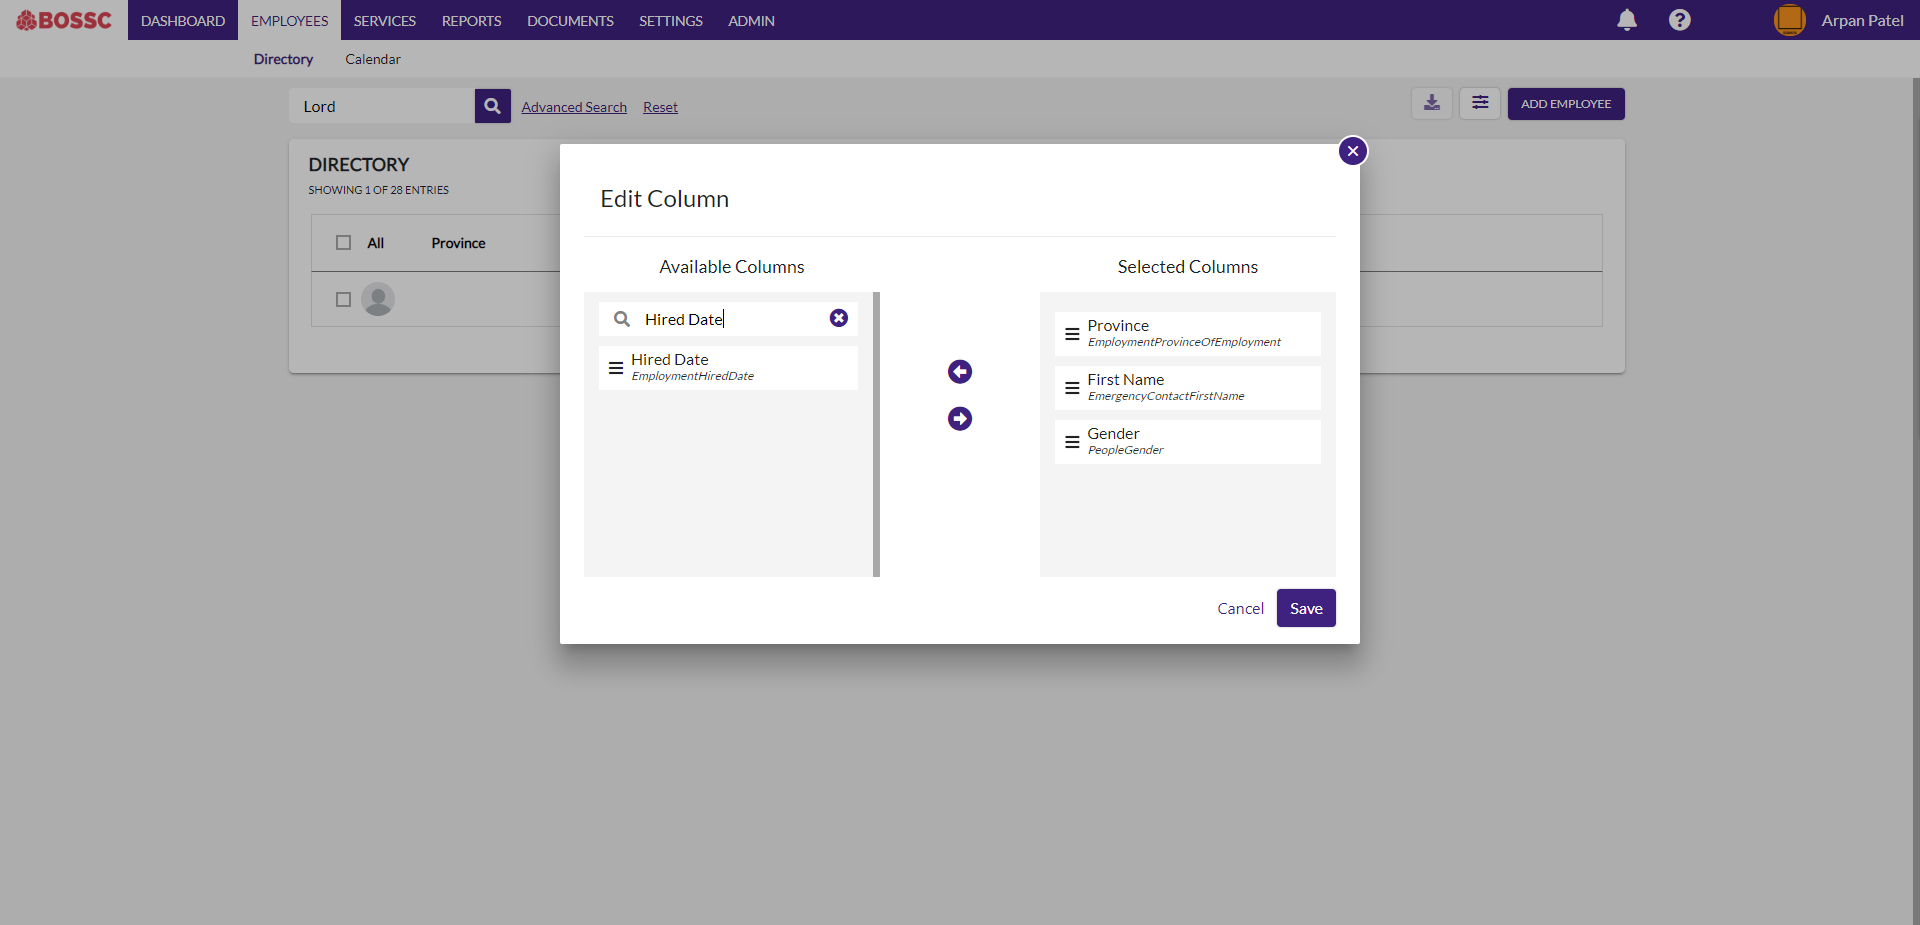 BOSSC DASHBOARD EMPLOYEES SERVICES REPORTS DOCUMENTS SETTINGS ADMIN Arpan Patel
Directory Calendar
Lord Advanced Search Reset ADD EMPLOYEE
DIRECTORY
SHOWING 1 OF 28 ENTRIES
All Province
Edit Column
Available Columns
Hired Date
Hired Date
EmploymentHiredDate
Selected Columns
Province
EmploymentProvinceOfEmployment
First Name
EmergencyContactFirstName
Gender
PeopleGender
Cancel Save